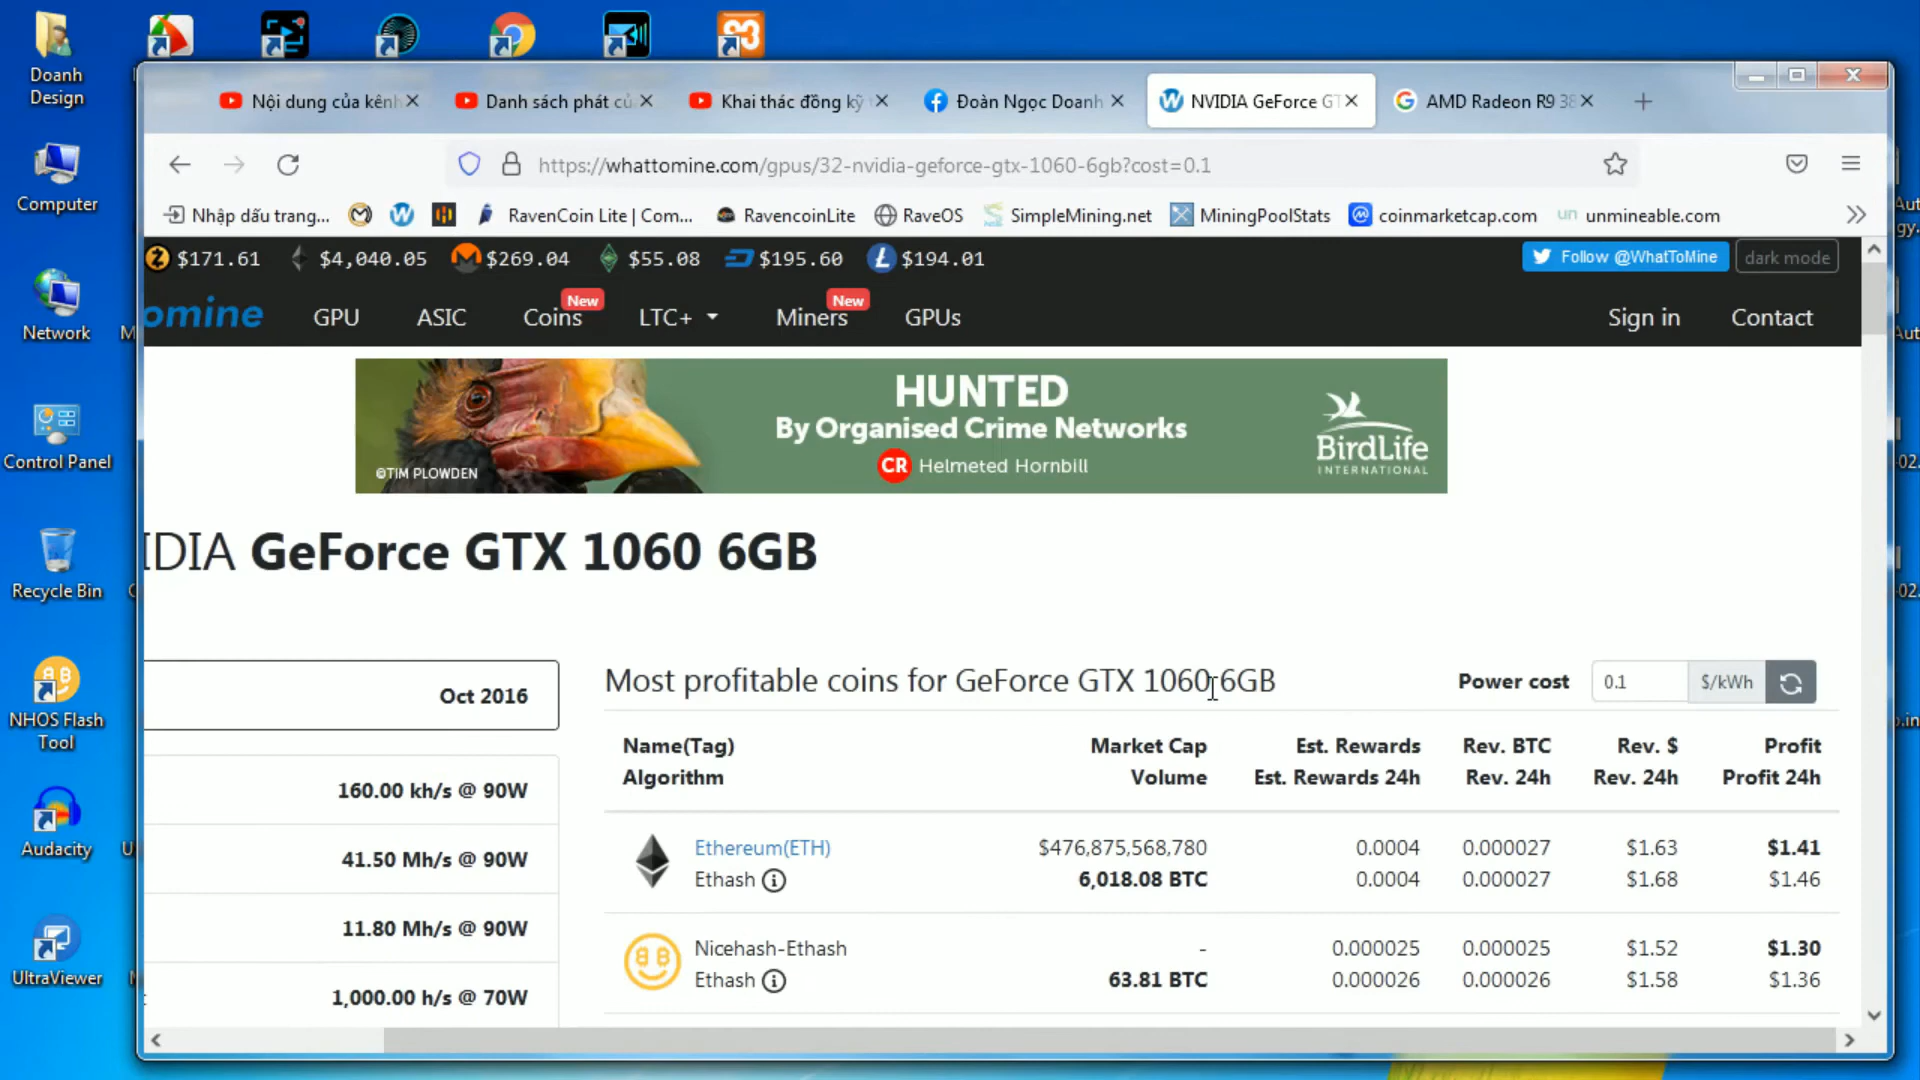 Doanh
Design
Computer
Network
Control Panel
Recycle Bin
NHOS Flash
Tool
Audacity
UltraViewer
Nội dung của kênh
Danh sách phát củ
Khai thác đồng kỹ
Đoàn Ngọc Doanh
NVIDIA GeForce GT
AMD Radeon R9 38
https://whattomine.com/gpus/32-nvidia-geforce-gtx-1060-6gb?cost=0.1
Nhập dấu trang...
RavenCoin Lite | Com...
RavencoinLite
RaveOS
SimpleMining.net
MiningPoolStats
coinmarketcap.com
un unmineable.com
$171.61 $4,040.05 $269.04 $55.08 $195.60 $194.01
Follow @WhatToMine
dark mode
omine
GPU
ASIC
Coins New
LTC+
Miners New
GPUs
Sign in
Contact
HUNTED
By Organised Crime Networks
CR Helmeted Hornbill
©TIM PLOWDEN
BirdLife
INTERNATIONAL
IDIA GeForce GTX 1060 6GB
Oct 2016
160.00 kh/s @ 90W
41.50 Mh/s @ 90W
11.80 Mh/s @ 90W
1,000.00 h/s @ 70W
Most profitable coins for GeForce GTX 1060 6GB
Power cost 0.1 $/kWh
Name(Tag) Market Cap Est. Rewards Rev. BTC Rev. $ Profit
Algorithm Volume Est. Rewards 24h Rev. 24h Rev. 24h Profit 24h
Ethereum(ETH) $476,875,568,780 0.0004 0.000027 $1.63 $1.41
Ethash 6,018.08 BTC 0.0004 0.000027 $1.68 $1.46
Nicehash-Ethash - 0.000025 0.000025 $1.52 $1.30
Ethash 63.81 BTC 0.000026 0.000026 $1.58 $1.36